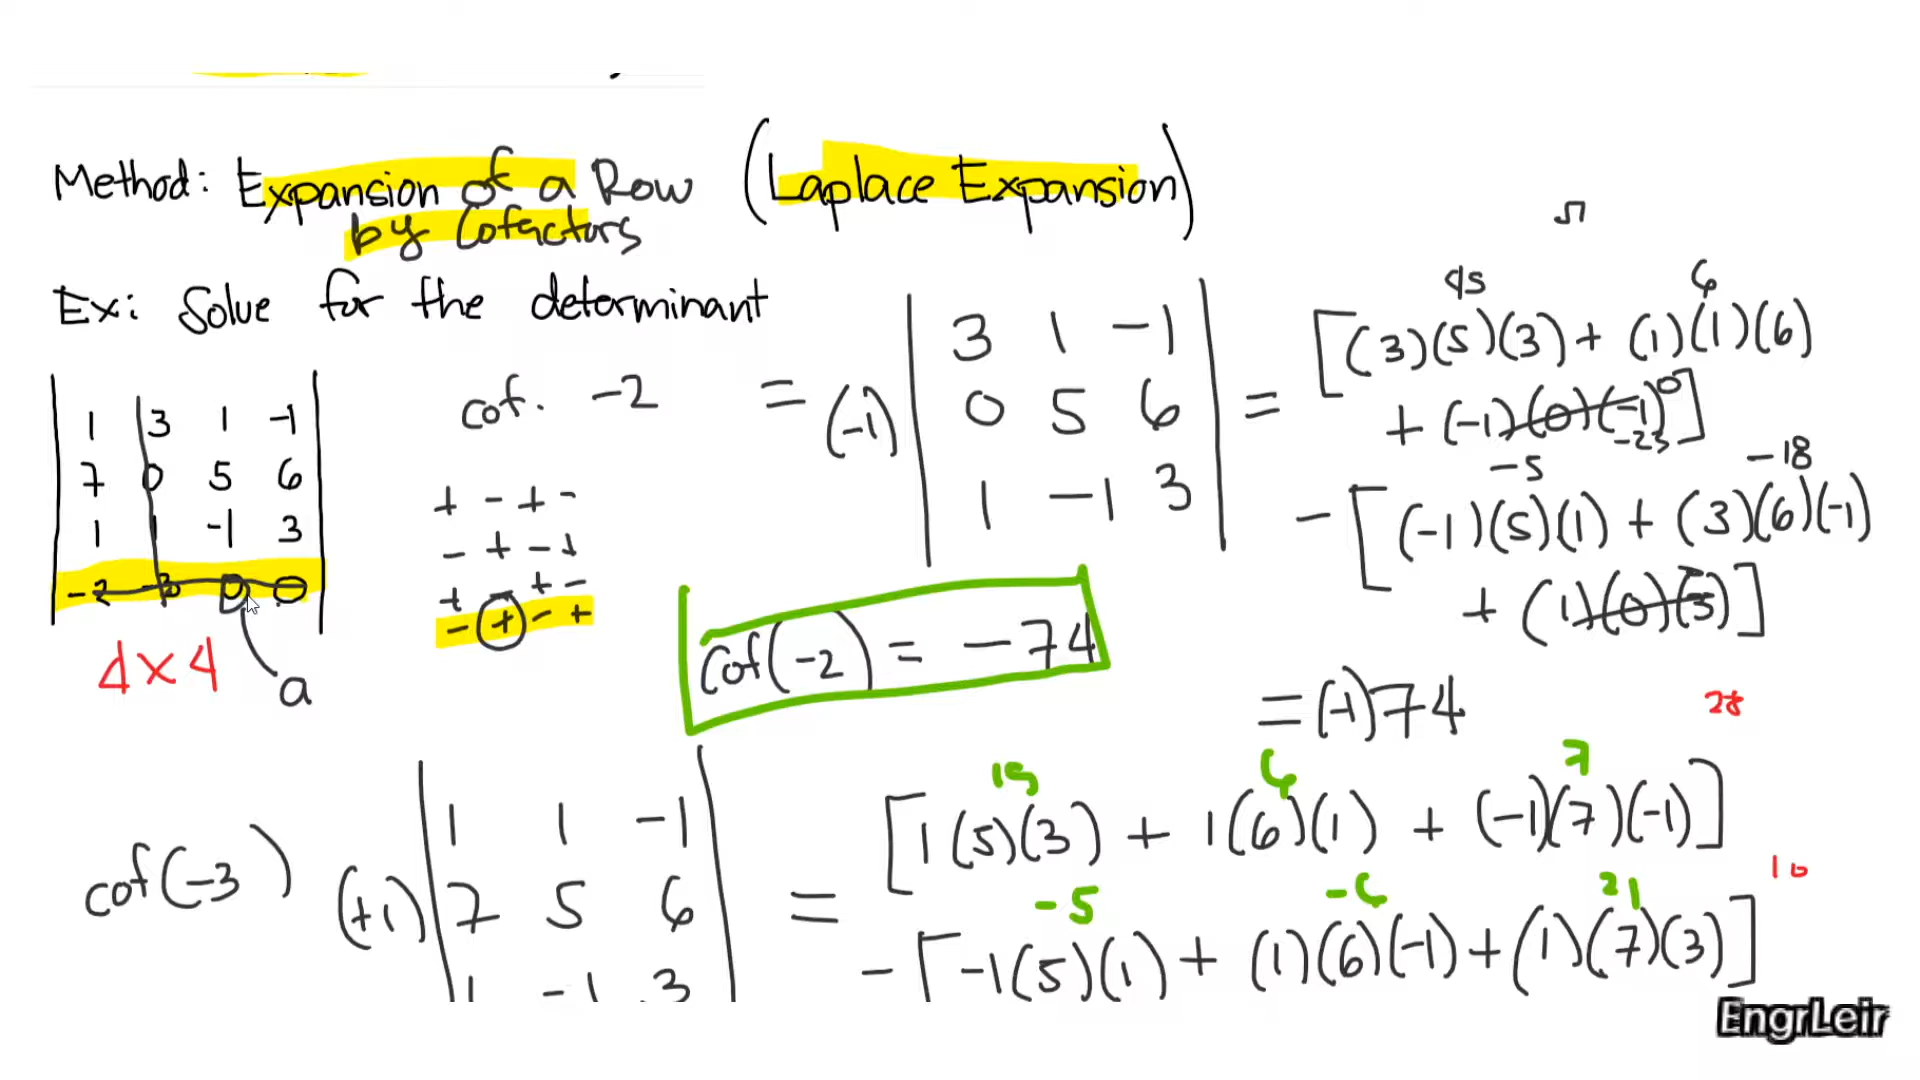 Method: Expansion of a Row (Laplace Expansion)
by Cofactors
Ex: Solve for the determinant
1 3 1 -1
7 0 5 6
1 1 -1 3
-2 -3 0 0
4x4
a
cof. -2
+ - + -
- + - +
+ - + -
- + - +
= (-1)
3 1 -1
0 5 6
1 -1 3
=
45 6
[(3)(5)(3) + (1)(1)(6)
+ (-1)(0)(-1)] 0
-23
-5 -18
- [(-1)(5)(1) + (3)(6)(-1)
+ (1)(0)(3)]
= (-1)74
cof(-2) = -74
cof(-3) (+1)
1 1 -1
7 5 6
1 -1 3
=
28
15 6 7
[1(5)(3) + 1(6)(1) + (-1)(7)(-1)]
10
-5 -6 21
- [-1(5)(1) + (1)(6)(-1) + (1)(7)(3)]
EngrLeir